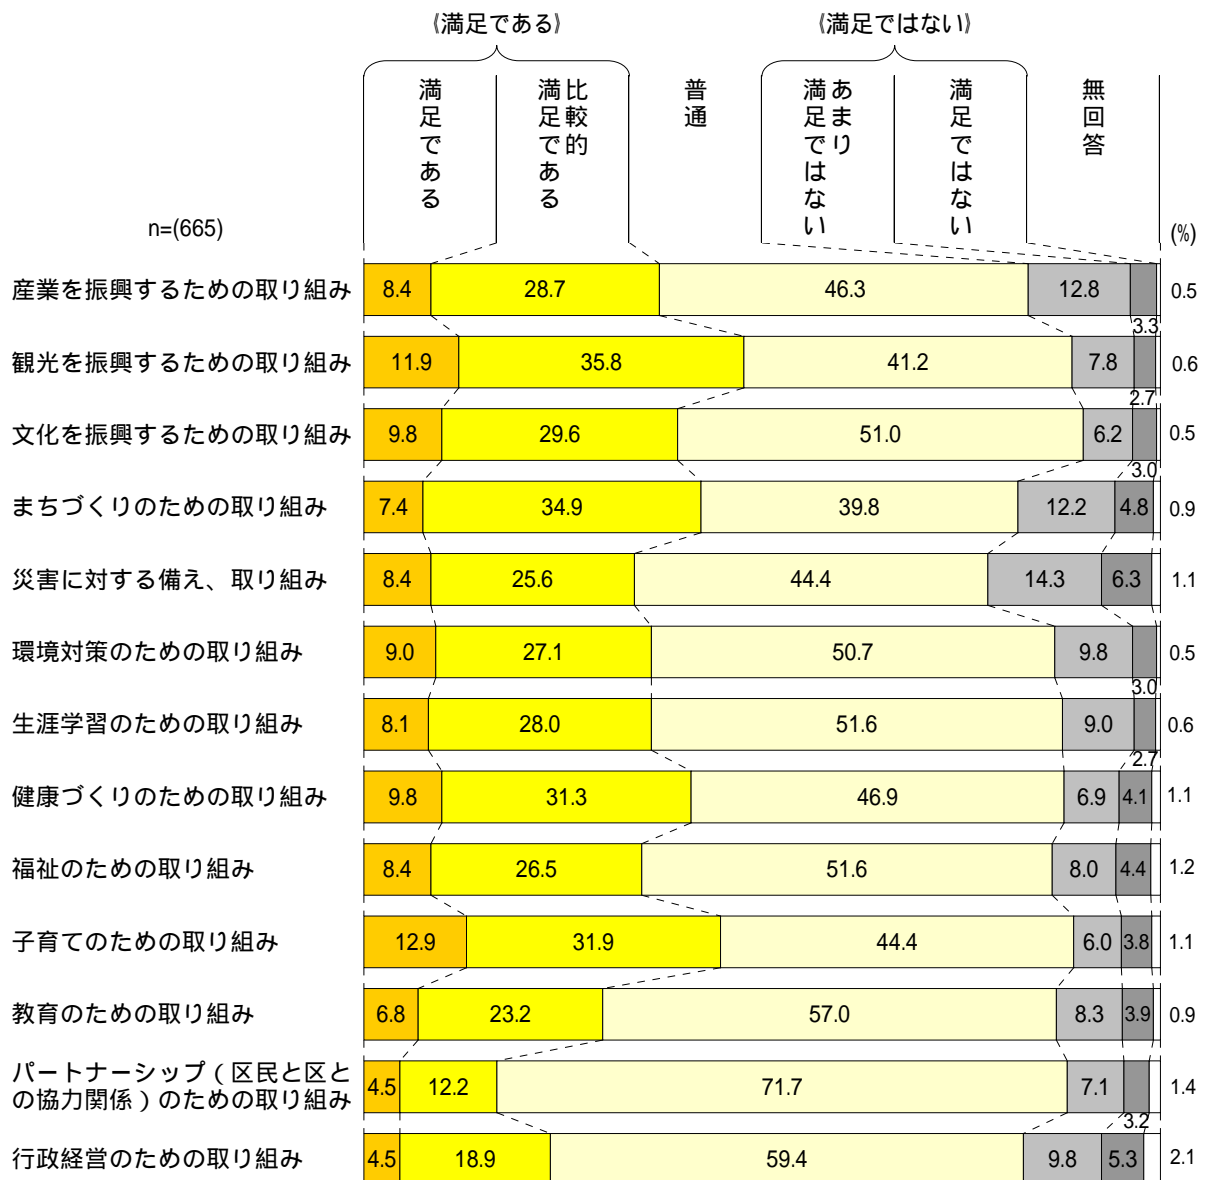 《満足である》
《満足ではない》
満足である
比較的
満足である
普通
あまり
満足ではない
満足ではない
無回答
n=(665)
(%)
産業を振興するための取り組み 8.4 28.7 46.3 12.8 3.3 0.5
観光を振興するための取り組み 11.9 35.8 41.2 7.8 2.7 0.6
文化を振興するための取り組み 9.8 29.6 51.0 6.2 3.0 0.5
まちづくりのための取り組み 7.4 34.9 39.8 12.2 4.8 0.9
災害に対する備え、取り組み 8.4 25.6 44.4 14.3 6.3 1.1
環境対策のための取り組み 9.0 27.1 50.7 9.8 3.0 0.5
生涯学習のための取り組み 8.1 28.0 51.6 9.0 2.7 0.6
健康づくりのための取り組み 9.8 31.3 46.9 6.9 4.1 1.1
福祉のための取り組み 8.4 26.5 51.6 8.0 4.4 1.2
子育てのための取り組み 12.9 31.9 44.4 6.0 3.8 1.1
教育のための取り組み 6.8 23.2 57.0 8.3 3.9 0.9
パートナーシップ（区民と区と
の協力関係）のための取り組み 4.5 12.2 71.7 7.1 3.2 1.4
行政経営のための取り組み 4.5 18.9 59.4 9.8 5.3 2.1